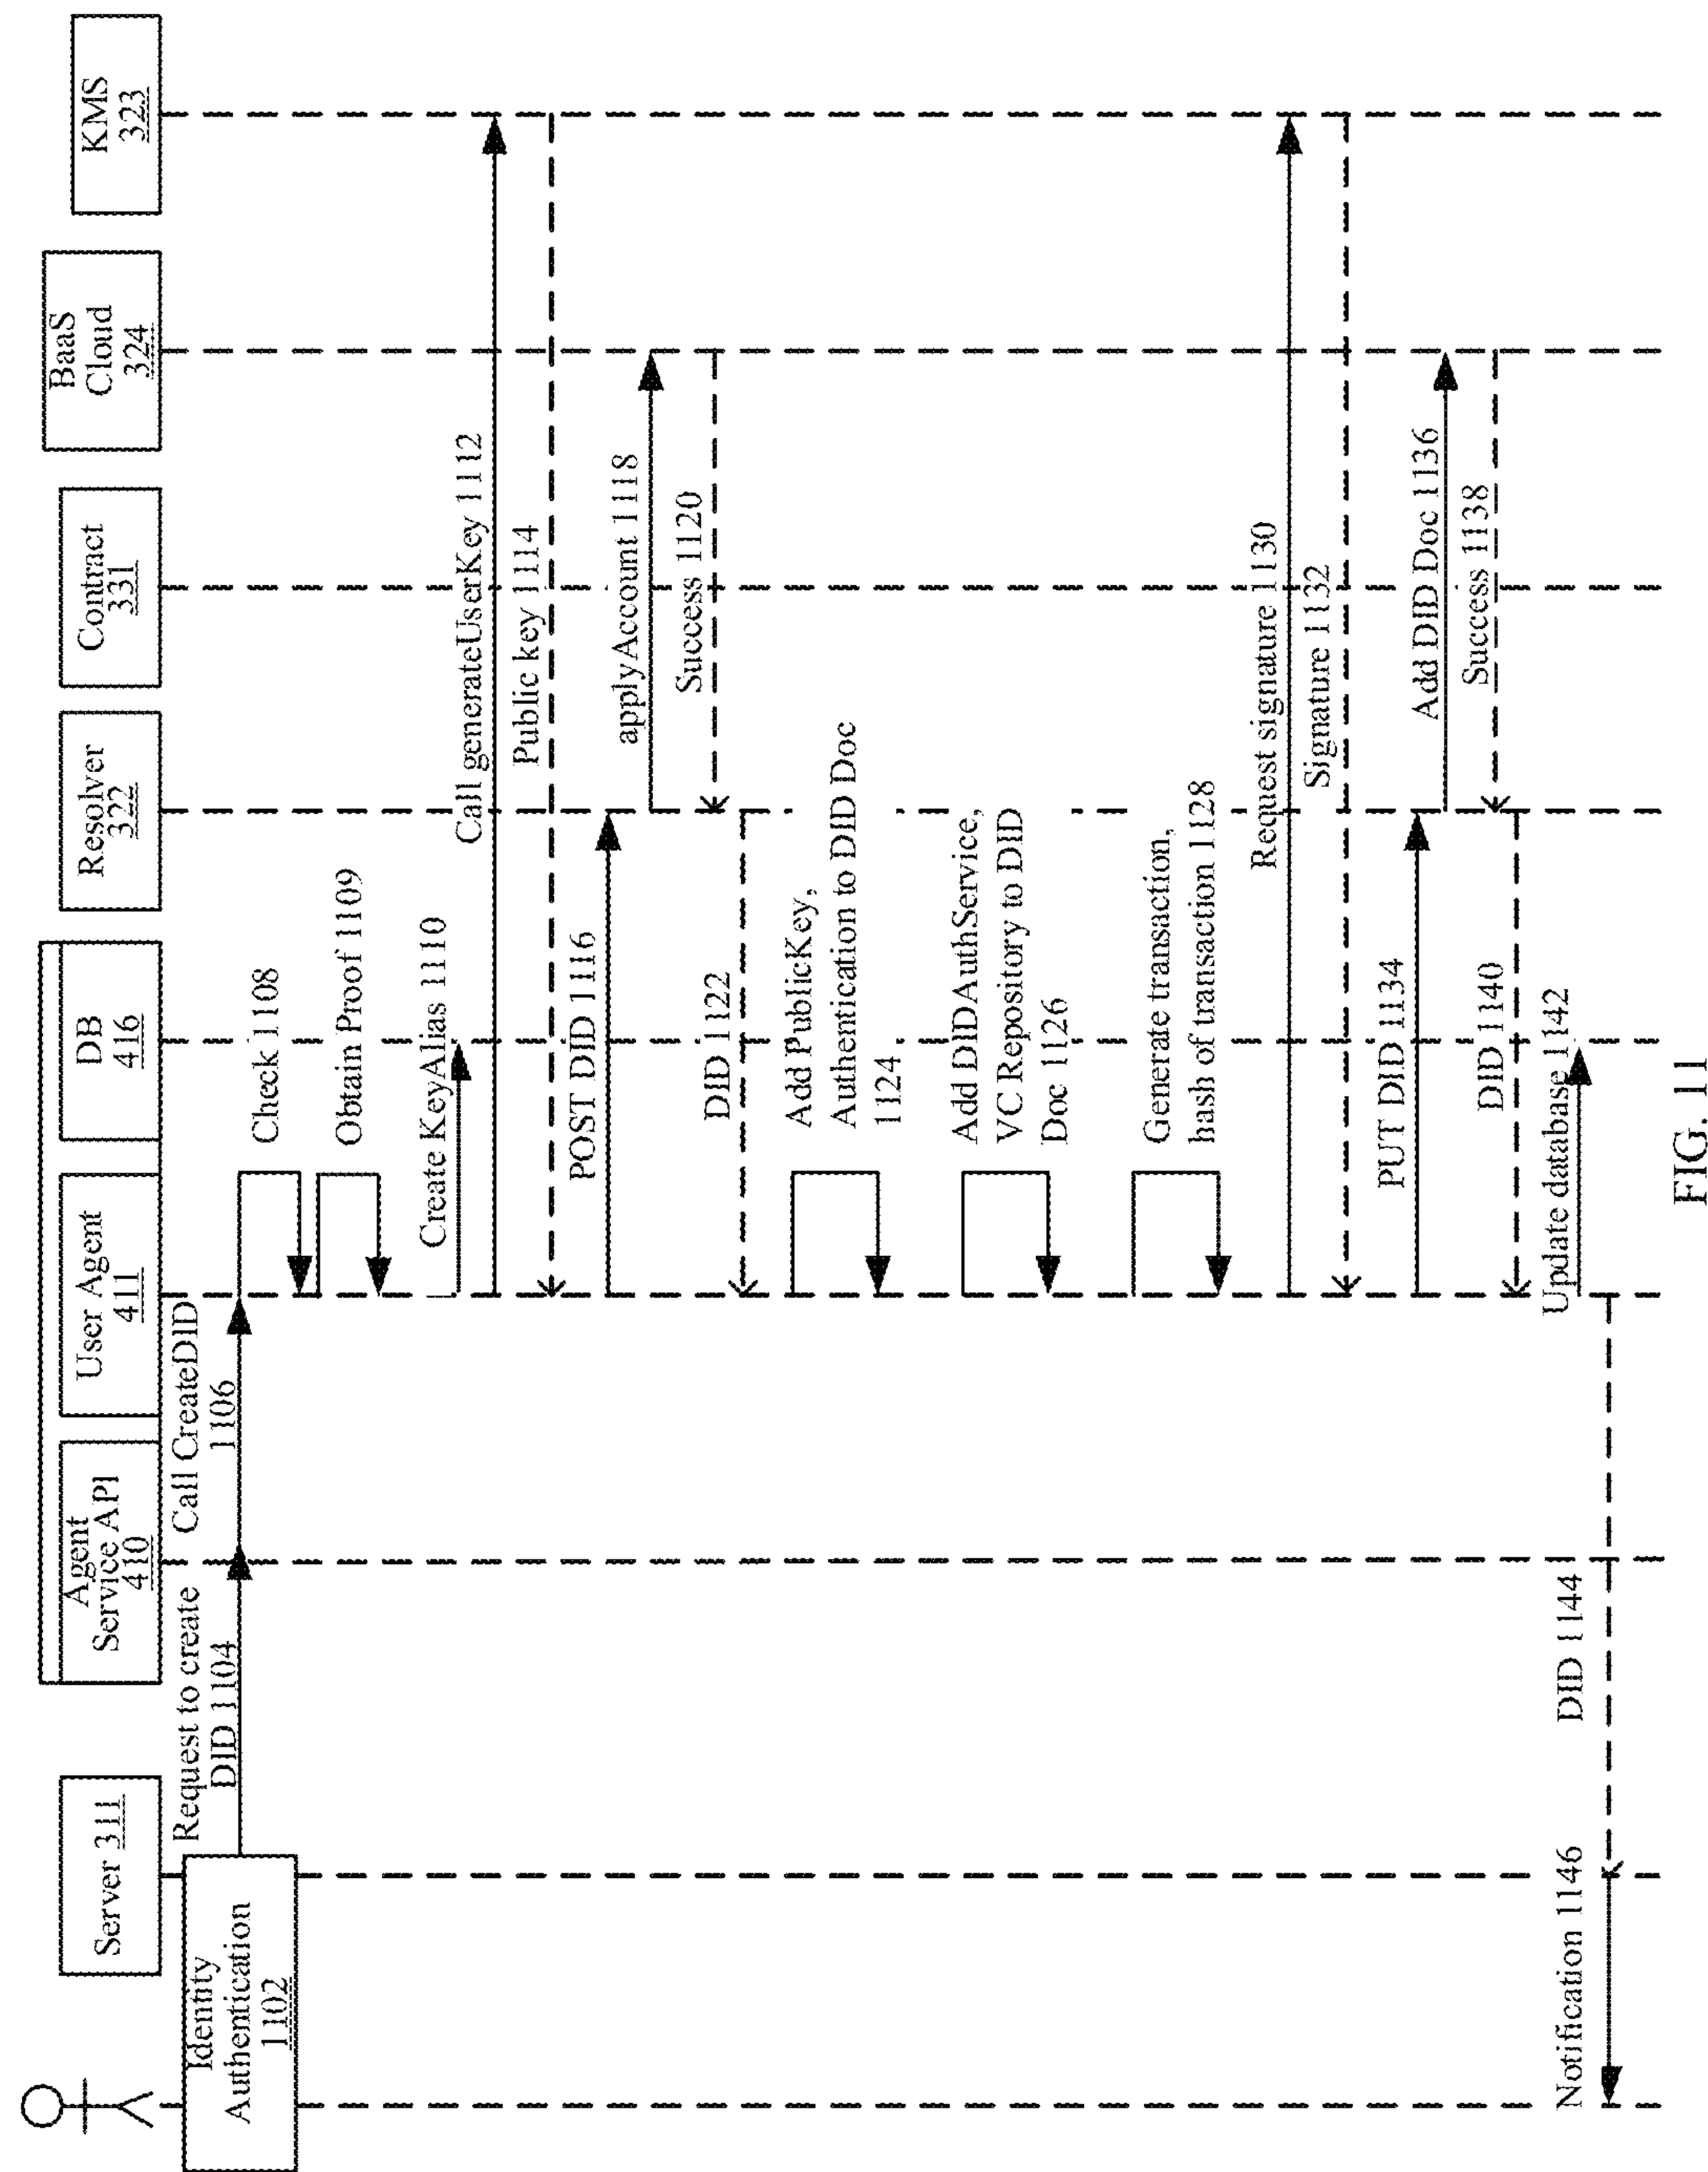 Server 311
Agent
Service API
410
User Agent
411
DB
416
Resolver
322
Contract
331
BaaS
Cloud
324
KMS
323
Identity
Authentication
1102
Request to create
DID 1104
Call CreateDID
1106
Check 1108
Obtain Proof 1109
Create KeyAlias 1110
Call generateUserKey 1112
Public key 1114
POST DID 1116
applyAccount 1118
Success 1120
DID 1122
Add PublicKey,
Authentication to DID Doc
1124
Add DIDAuthService,
VC Repository to DID
Doc 1126
Generate transaction,
hash of transaction 1128
Request signature 1130
Signature 1132
PUT DID 1134
Add DID Doc 1136
Success 1138
DID 1140
Update database 1142
DID 1144
Notification 1146
FIG. 11